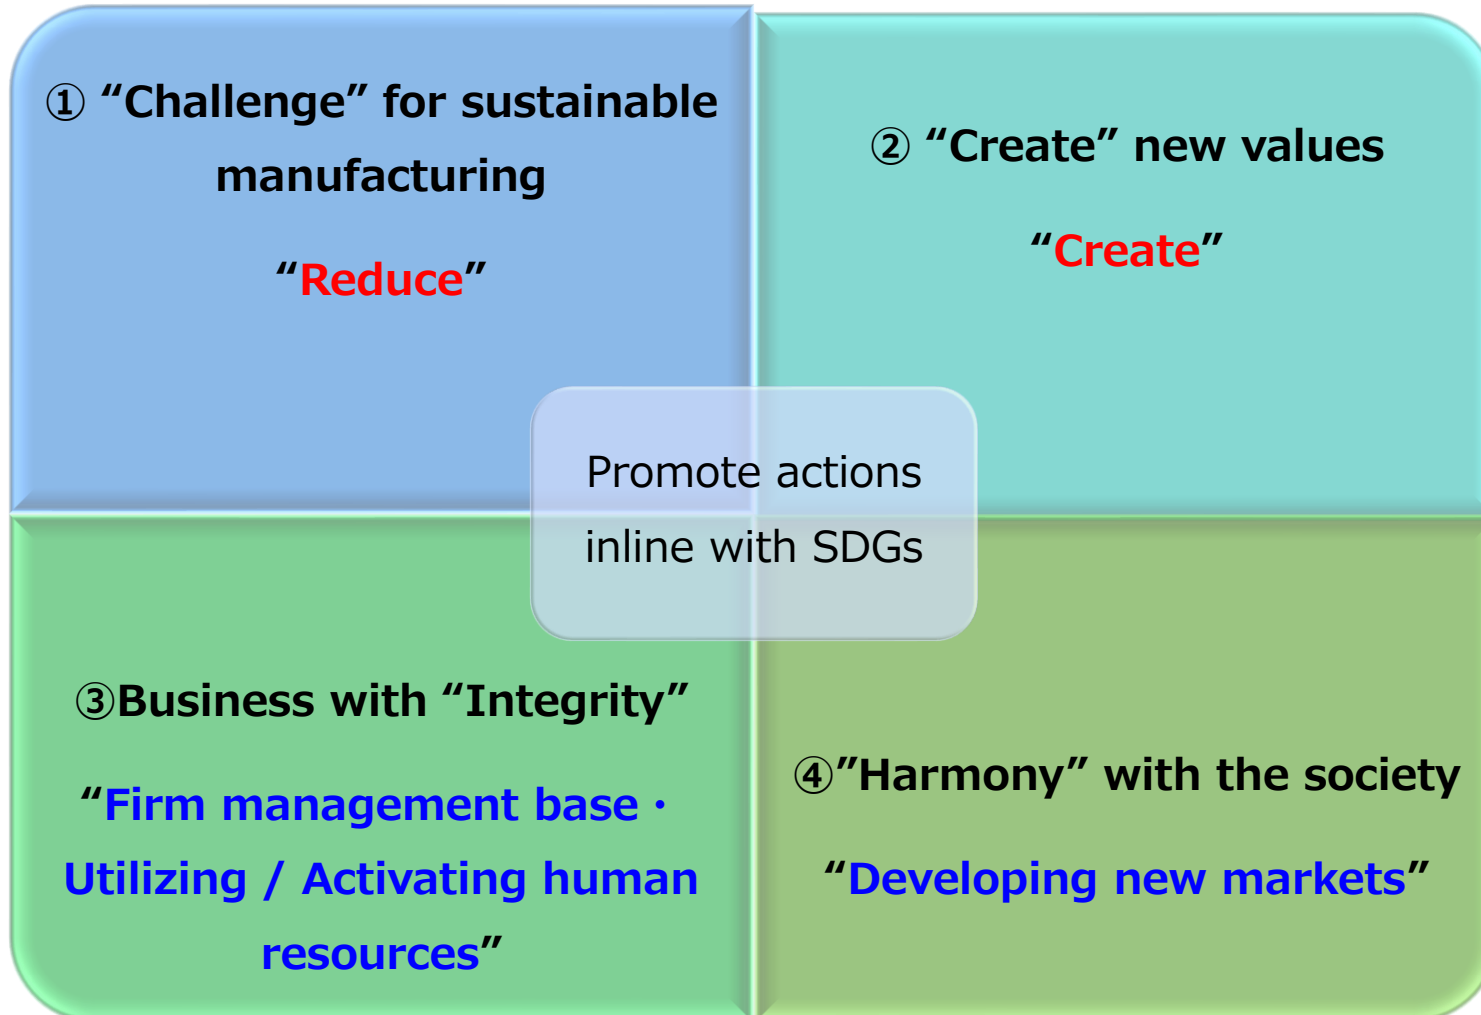 ① “Challenge” for sustainable
manufacturing
“Reduce”
② “Create” new values
“Create”
Promote actions
inline with SDGs
③Business with “Integrity”
“Firm management base・
Utilizing / Activating human
resources”
④”Harmony” with the society
“Developing new markets”